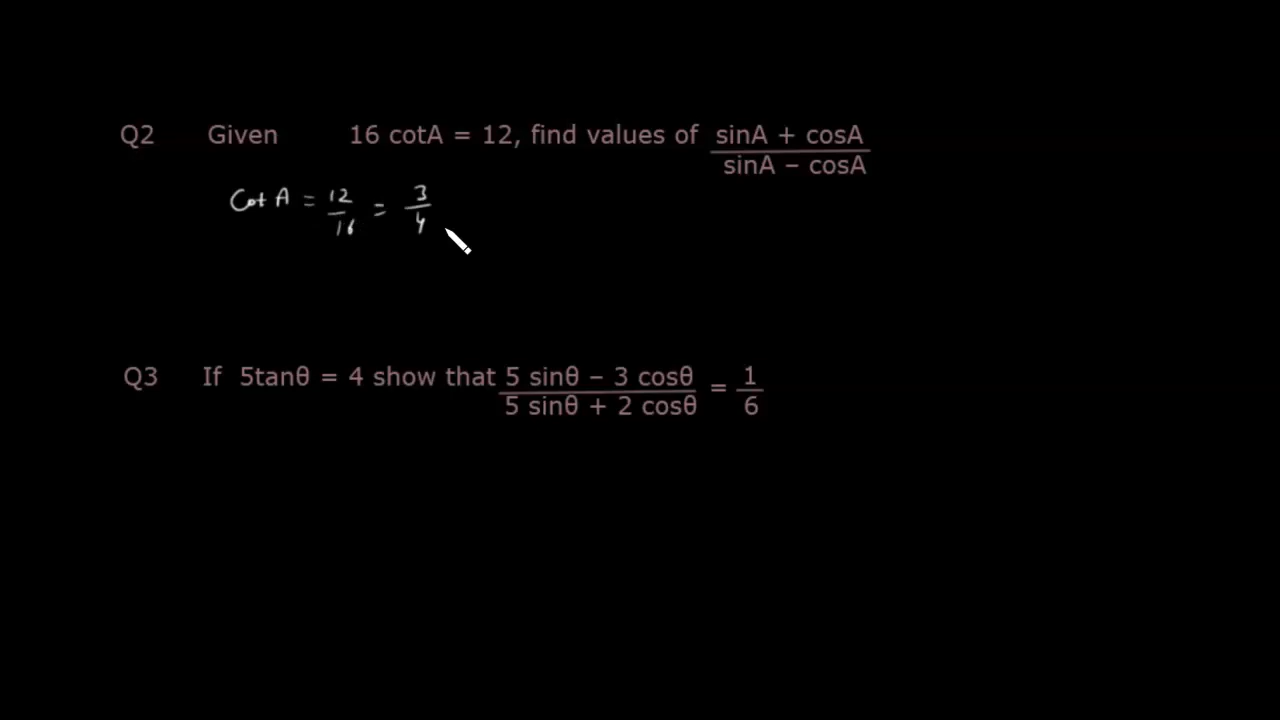 Q2 Given 16 cotA = 12, find values of sinA + cosA
sinA – cosA
Cot A = 12/16 = 3/4
Q3 If 5tanθ = 4 show that 5 sinθ – 3 cosθ = 1
5 sinθ + 2 cosθ 6